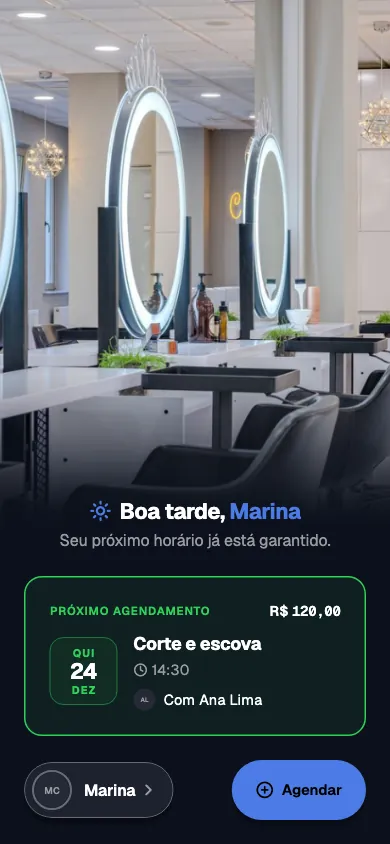 Boa tarde, Marina
Seu próximo horário já está garantido.
PRÓXIMO AGENDAMENTO R$ 120,00
QUI
24
DEZ
Corte e escova
14:30
AL Com Ana Lima
MC Marina
Agendar